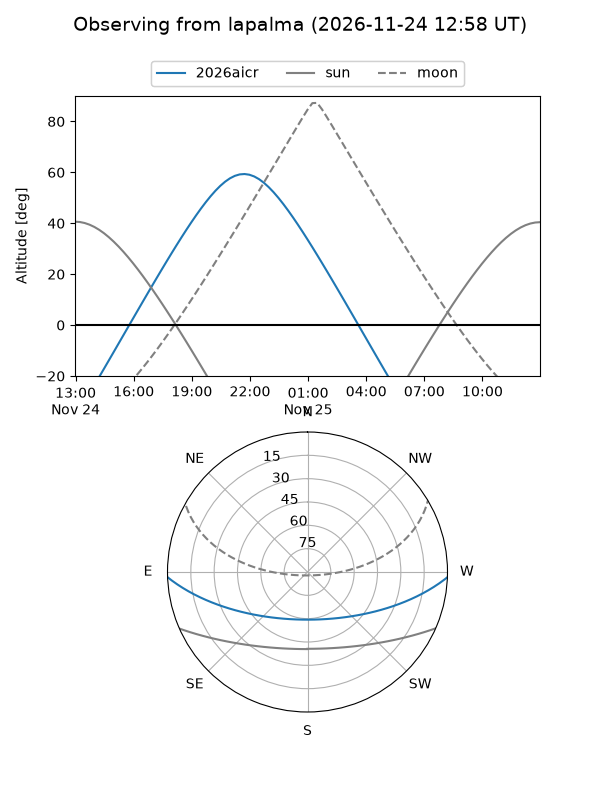 Observing from lapalma (2026-11-24 12:58 UT)
2026aicr sun moon
Altitude [deg]
80
60
40
20
0
−20
13:00 16:00 19:00 22:00 01:00 04:00 07:00 10:00
Nov 24 Nov 25
N
NE NW
15
30
45
60
75
E W
SE SW
S